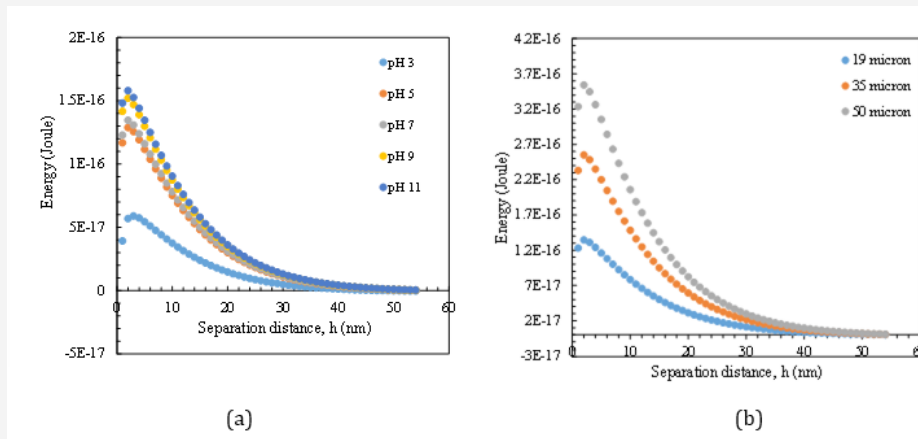 2E-16
1.5E-16
1E-16
5E-17
0
-5E-17
0 10 20 30 40 50 60
Energy (Joule)
Separation distance, h (nm)
pH 3
pH 5
pH 7
pH 9
pH 11
(a)
4.2E-16
3.7E-16
3.2E-16
2.7E-16
2.2E-16
1.7E-16
1.2E-16
7E-17
2E-17
-3E-17
0 10 20 30 40 50
Energy (Joule)
Separation distance, h (nm)
19 micron
35 micron
50 micron
(b)